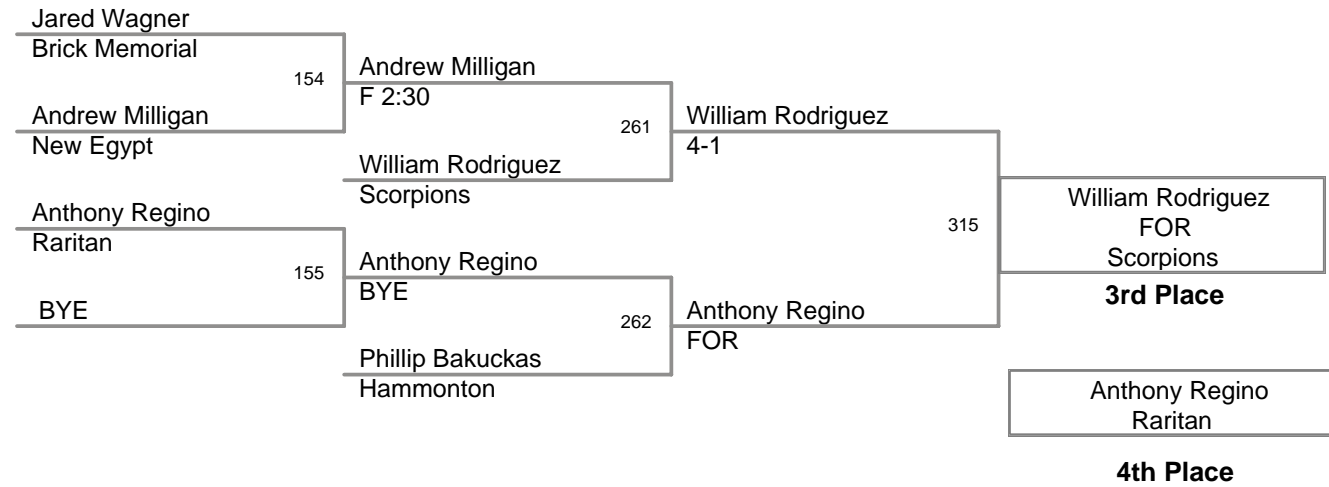 Jared Wagner
Brick Memorial
154
Andrew Milligan
F 2:30
Andrew Milligan
New Egypt
261
William Rodriguez
4-1
William Rodriguez
Scorpions
Anthony Regino
Raritan
315
William Rodriguez
FOR
Scorpions
3rd Place
155
Anthony Regino
BYE
BYE
262
Anthony Regino
FOR
Phillip Bakuckas
Hammonton
Anthony Regino
Raritan
4th Place